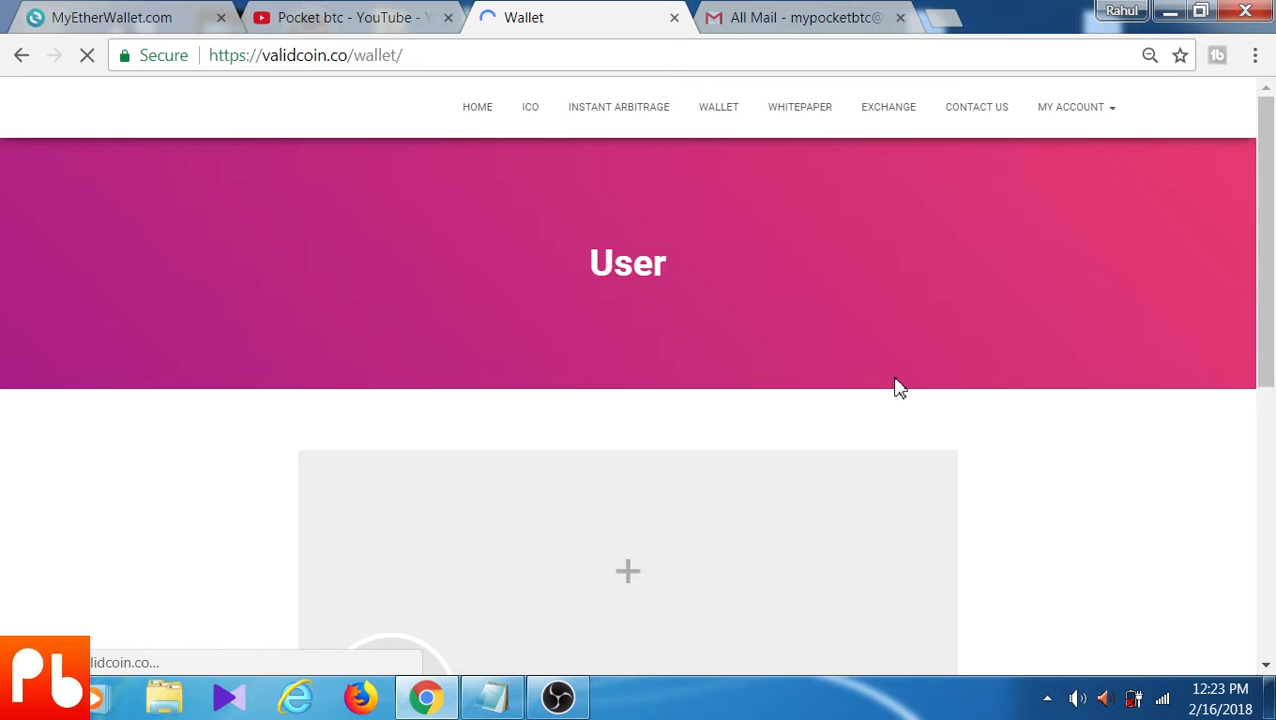 MyEtherWallet.com
Pocket btc - YouTube - Y
Wallet
All Mail - mypocketbtc@
Rahul
Secure
https://validcoin.co/wallet/
HOME
ICO
INSTANT ARBITRAGE
WALLET
WHITEPAPER
EXCHANGE
CONTACT US
MY ACCOUNT
User
lidcoin.co...
Pb
12:23 PM
2/16/2018